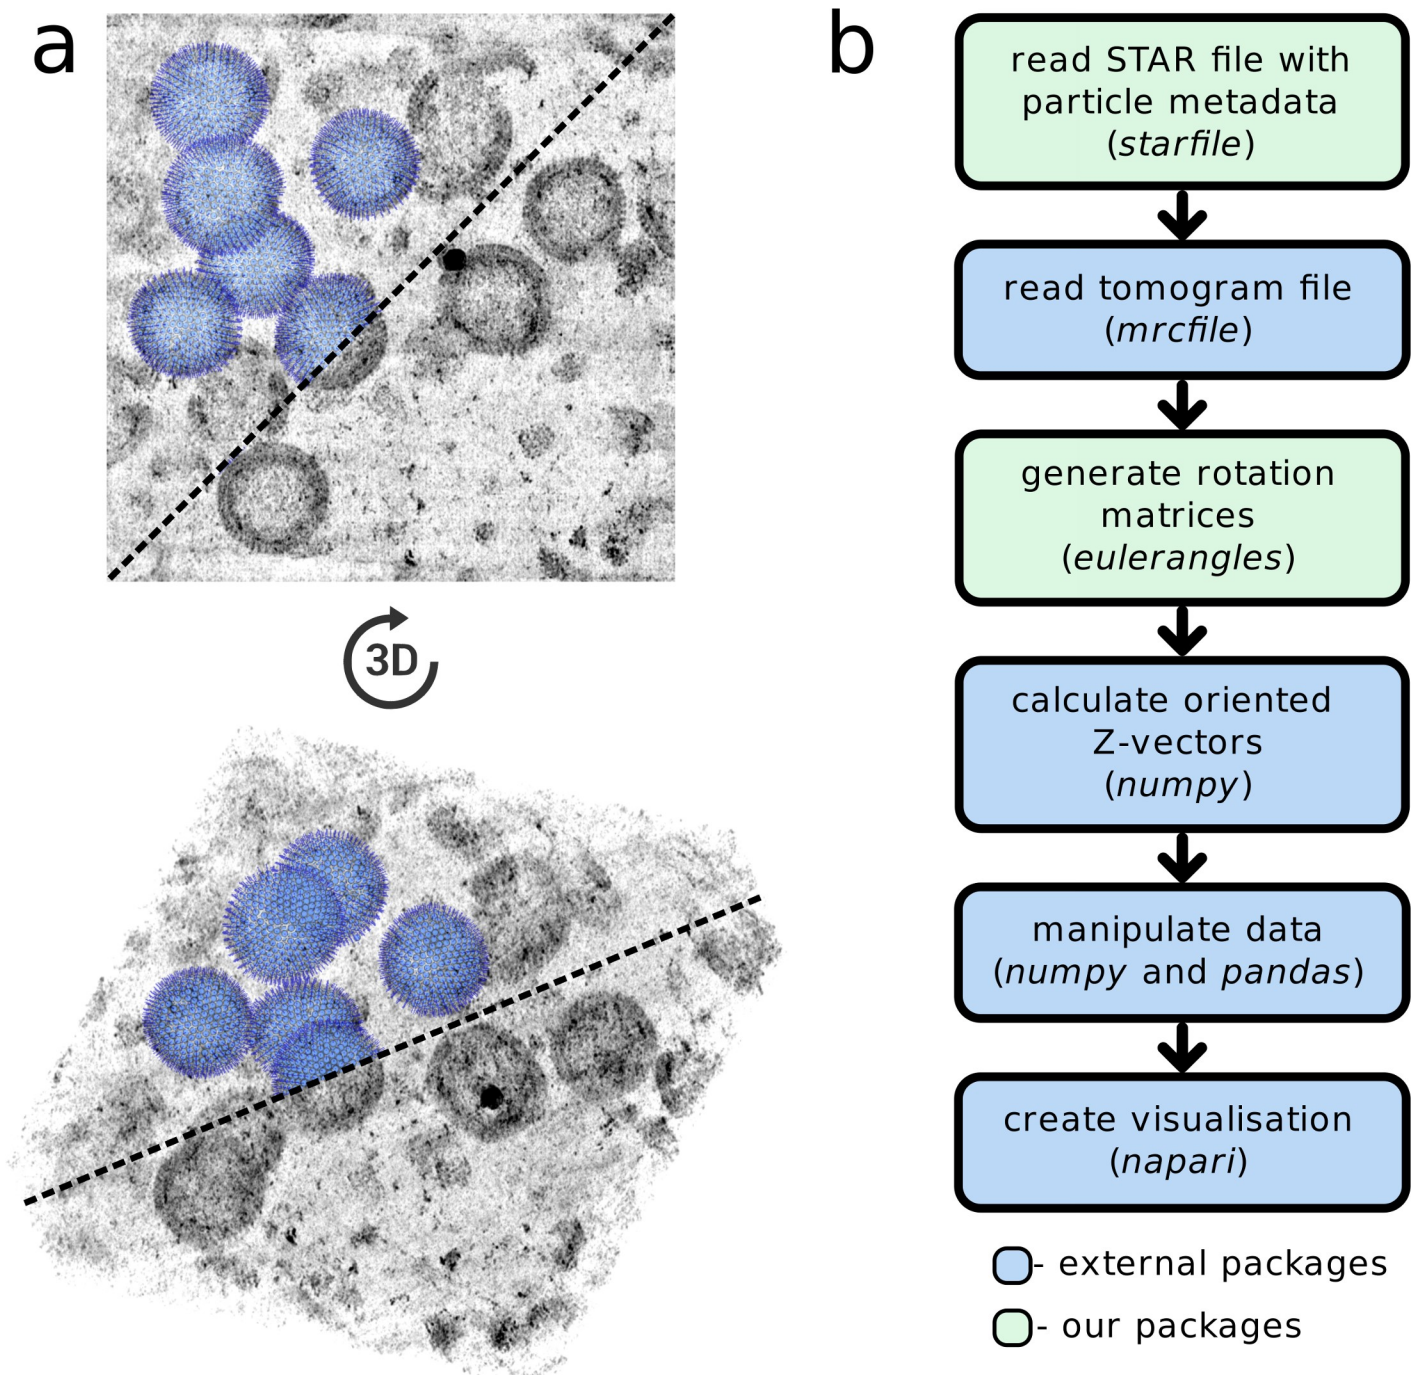 a
3D
b
read STAR file with
particle metadata
(starfile)
read tomogram file
(mrcfile)
generate rotation
matrices
(eulerangles)
calculate oriented
Z-vectors
(numpy)
manipulate data
(numpy and pandas)
create visualisation
(napari)
- external packages
- our packages